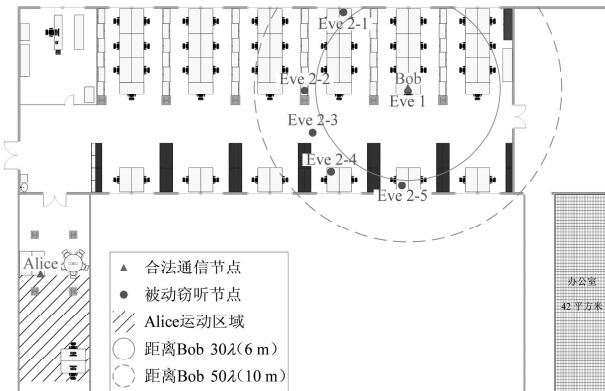 Eve 2-1
Eve 2-2
Bob
Eve 1
Eve 2-3
Eve 2-4
Eve 2-5
Alice
合法通信节点
被动窃听节点
Alice运动区域
距离Bob 30λ(6 m)
距离Bob 50λ(10 m)
办公室
42 平方米